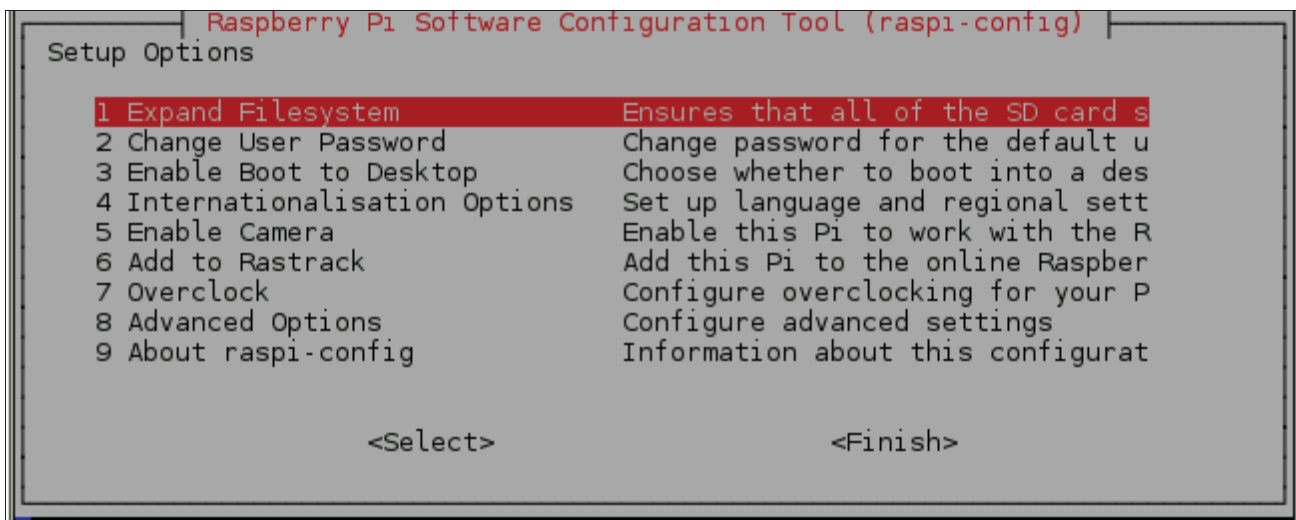 Raspberry Pi Software Configuration Tool (raspi-config)
Setup Options
1 Expand Filesystem Ensures that all of the SD card s
2 Change User Password Change password for the default u
3 Enable Boot to Desktop Choose whether to boot into a des
4 Internationalisation Options Set up language and regional sett
5 Enable Camera Enable this Pi to work with the R
6 Add to Rastrack Add this Pi to the online Raspber
7 Overclock Configure overclocking for your P
8 Advanced Options Configure advanced settings
9 About raspi-config Information about this configurat
<Select> <Finish>